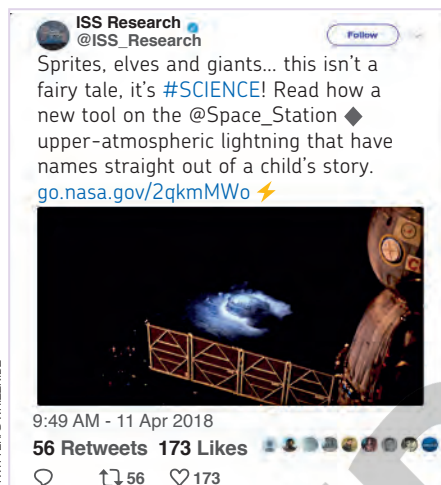 ISS Research
@ISS_Research
Follow
Sprites, elves and giants... this isn't a
fairy tale, it's #SCIENCE! Read how a
new tool on the @Space_Station ◆
upper-atmospheric lightning that have
names straight out of a child's story.
go.nasa.gov/2qkmMWo ⚡
9:49 AM - 11 Apr 2018
56 Retweets 173 Likes
56 173